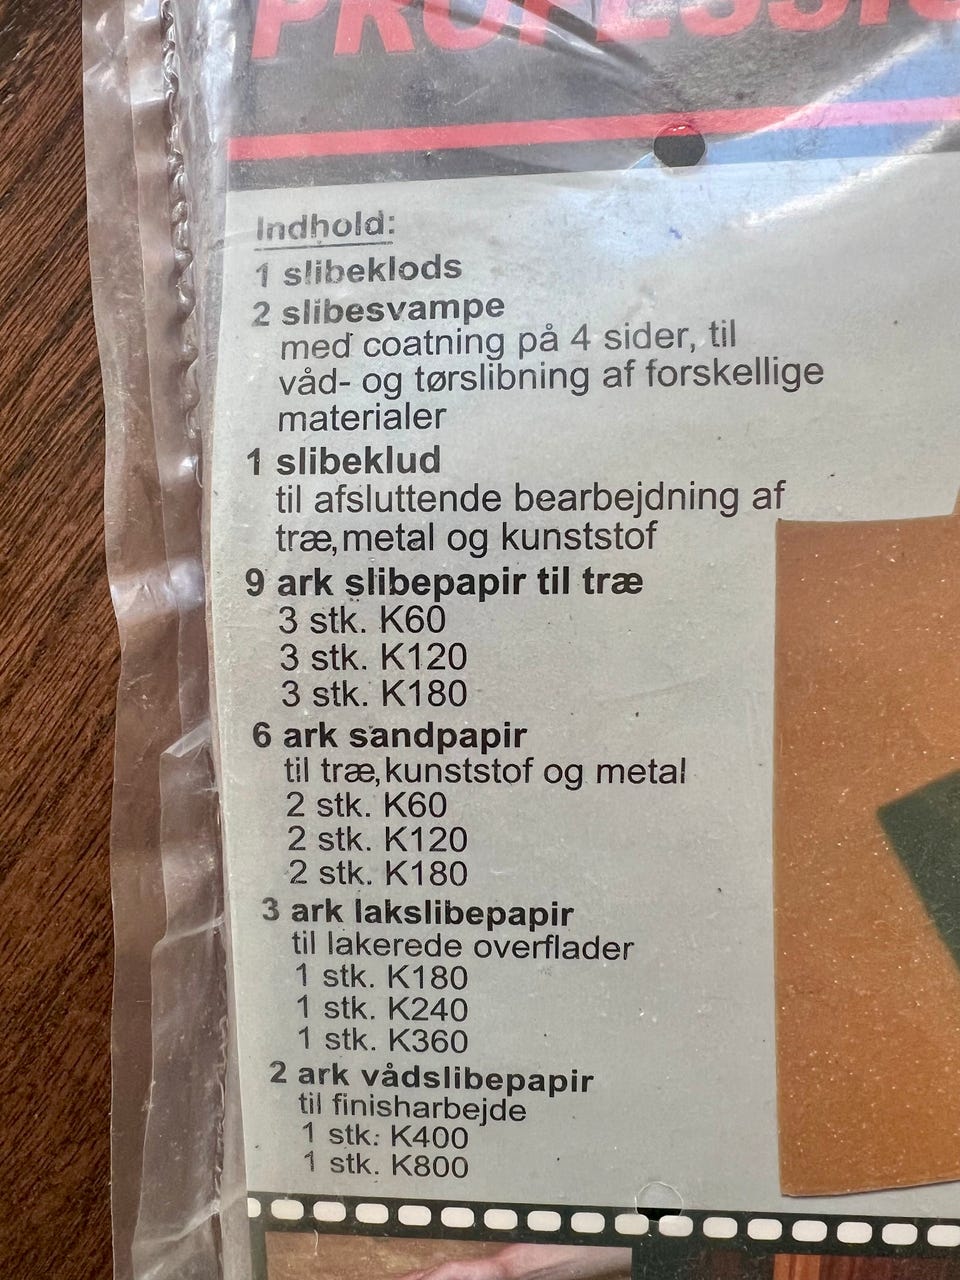 Indhold:
1 slibeklods
2 slibesvampe
med coatning på 4 sider, til
våd- og tørslibning af forskellige
materialer
1 slibeklud
til afsluttende bearbejdning af
træ, metal og kunststof
9 ark slibepapir til træ
3 stk. K60
3 stk. K120
3 stk. K180
6 ark sandpapir
til træ, kunststof og metal
2 stk. K60
2 stk. K120
2 stk. K180
3 ark lakslibepapir
til lakerede overflader
1 stk. K180
1 stk. K240
1 stk. K360
2 ark vådslibepapir
til finisharbejde
1 stk. K400
1 stk. K800